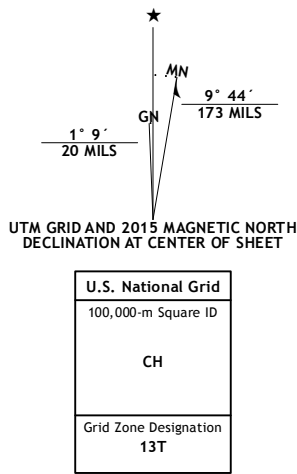 ★
MN
GN
9° 44´
173 MILS
1° 9´
20 MILS
UTM GRID AND 2015 MAGNETIC NORTH
DECLINATION AT CENTER OF SHEET
U.S. National Grid
100,000-m Square ID
CH
Grid Zone Designation
13T